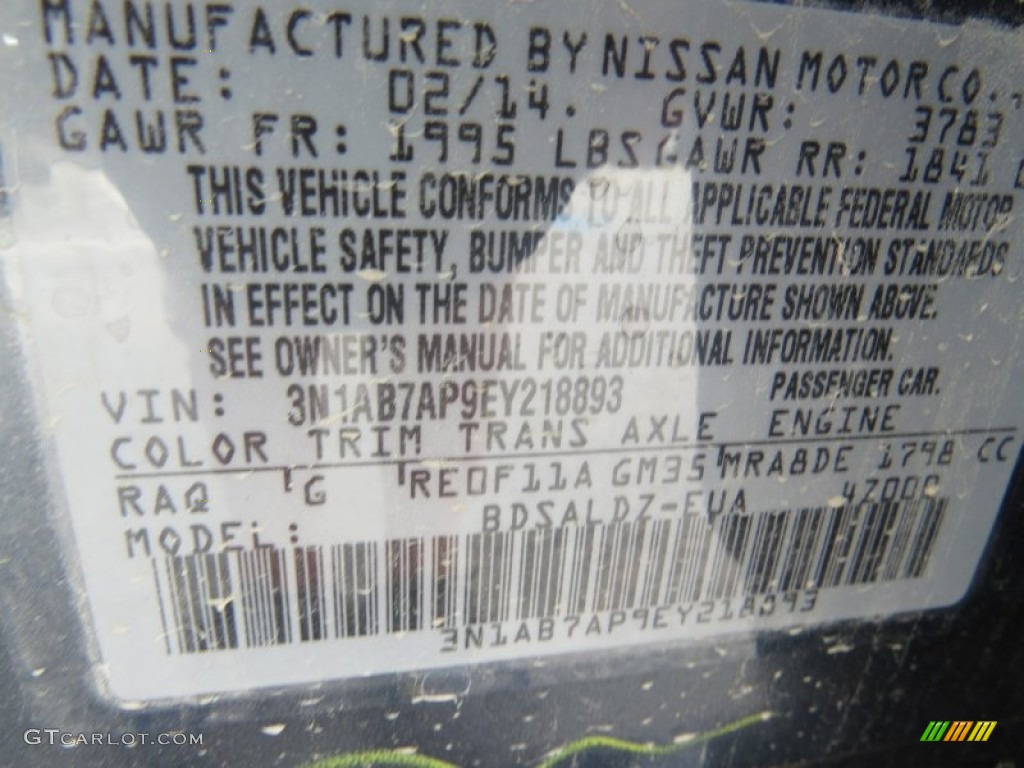 MANUFACTURED BY NISSAN MOTOR CO.,
DATE: 02/14. GVWR: 3783
GAWR FR: 1995 LBS GAWR RR: 1841
THIS VEHICLE CONFORMS TO ALL APPLICABLE FEDERAL MOTOR
VEHICLE SAFETY, BUMPER AND THEFT PREVENTION STANDARDS
IN EFFECT ON THE DATE OF MANUFACTURE SHOWN ABOVE.
SEE OWNER'S MANUAL FOR ADDITIONAL INFORMATION.
VIN: 3N1AB7AP9EY218893 PASSENGER CAR.
COLOR TRIM TRANS AXLE ENGINE
RAQ G RE0F11A GM35 MRA8DE 1798 CC
MODEL: BDSALDZ-EUA 4Z000
3N1AB7AP9EY218893
GTCARLOT.COM